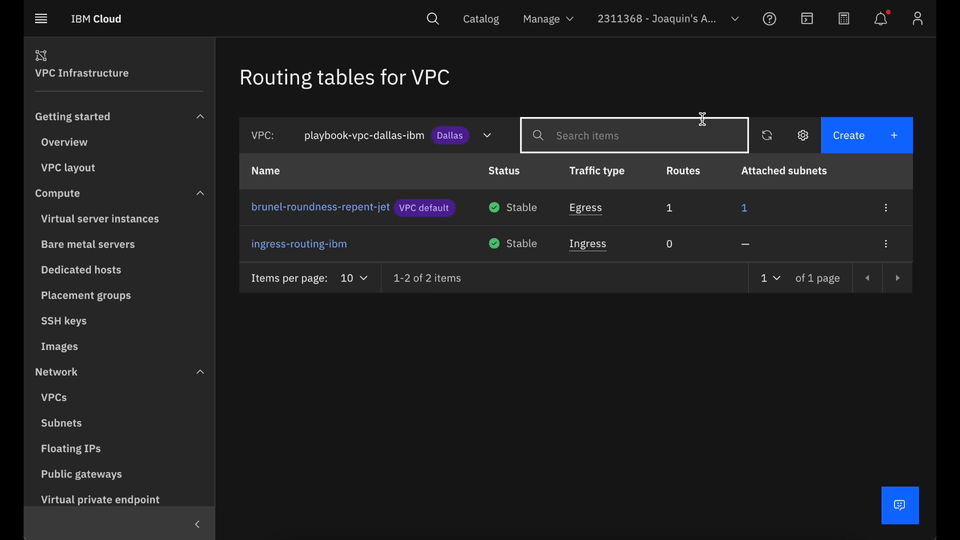 IBM Cloud
Catalog
Manage
2311368 - Joaquin's A...
VPC Infrastructure
Getting started
Overview
VPC layout
Compute
Virtual server instances
Bare metal servers
Dedicated hosts
Placement groups
SSH keys
Images
Network
VPCs
Subnets
Floating IPs
Public gateways
Virtual private endpoint
Routing tables for VPC
VPC: playbook-vpc-dallas-ibm Dallas
Search items
Create +
Name Status Traffic type Routes Attached subnets
brunel-roundness-repent-jet VPC default Stable Egress 1 1
ingress-routing-ibm Stable Ingress 0 —
Items per page: 10 1-2 of 2 items 1 of 1 page